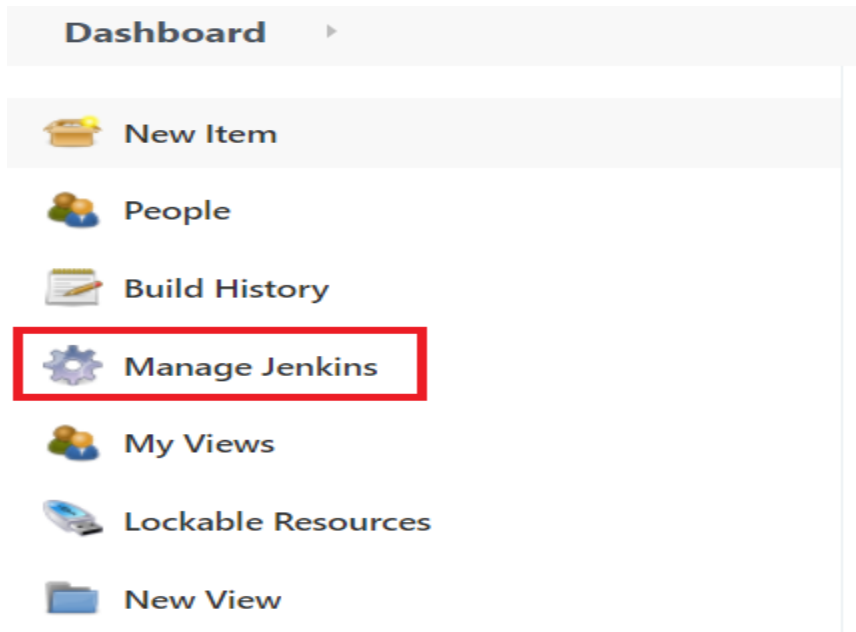 Dashboard
New Item
People
Build History
Manage Jenkins
My Views
Lockable Resources
New View